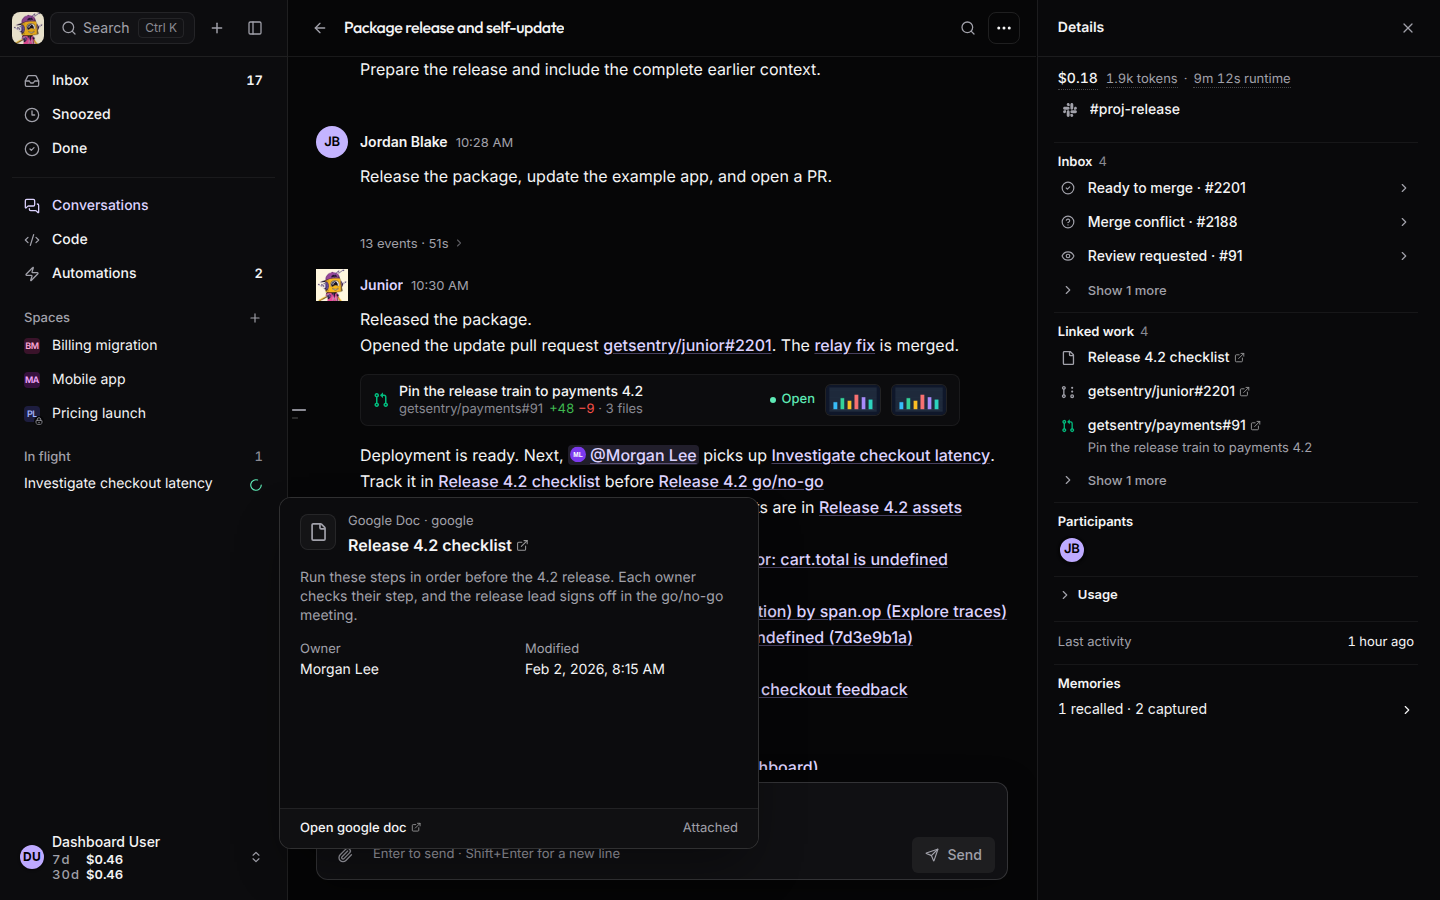 Search Ctrl K
Inbox 17
Snoozed
Done
Conversations
Code
Automations 2
Spaces
BM Billing migration
MA Mobile app
PL Pricing launch
In flight 1
Investigate checkout latency
DU Dashboard User
7d $0.46
30d $0.46
Package release and self-update
Prepare the release and include the complete earlier context.
JB Jordan Blake 10:28 AM
Release the package, update the example app, and open a PR.
13 events · 51s
Junior 10:30 AM
Released the package.
Opened the update pull request getsentry/junior#2201. The relay fix is merged.
Pin the release train to payments 4.2
getsentry/payments#91 +48 −9 · 3 files
Open
Deployment is ready. Next, ML @Morgan Lee picks up Investigate checkout latency.
Track it in Release 4.2 checklist before Release 4.2 go/no-go
are in Release 4.2 assets
cart.total is undefined
by span.op (Explore traces)
(7d3e9b1a)
checkout feedback
Google Doc · google
Release 4.2 checklist
Run these steps in order before the 4.2 release. Each owner
checks their step, and the release lead signs off in the go/no-go
meeting.
Owner Modified
Morgan Lee Feb 2, 2026, 8:15 AM
Open google doc Attached
Enter to send · Shift+Enter for a new line
Send
Details
$0.18 1.9k tokens · 9m 12s runtime
#proj-release
Inbox 4
Ready to merge · #2201
Merge conflict · #2188
Review requested · #91
Show 1 more
Linked work 4
Release 4.2 checklist
getsentry/junior#2201
getsentry/payments#91
Pin the release train to payments 4.2
Show 1 more
Participants
JB
Usage
Last activity 1 hour ago
Memories
1 recalled · 2 captured